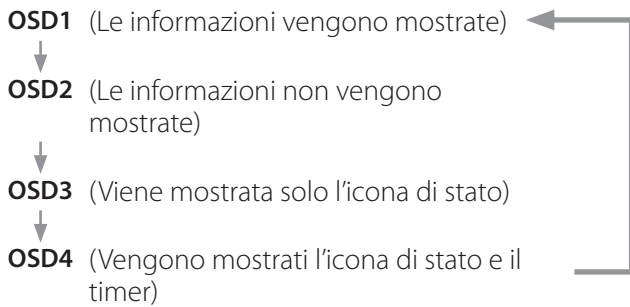 OSD1 (Le informazioni vengono mostrate)
OSD2 (Le informazioni non vengono
mostrate)
OSD3 (Viene mostrata solo l’icona di stato)
OSD4 (Vengono mostrati l’icona di stato e il
timer)